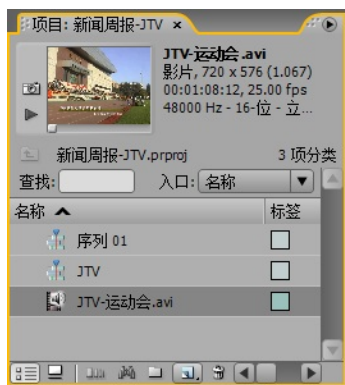 项目: 新闻周报-JTV ×
JTV-运动会.avi
影片, 720 x 576 (1.067)
00:01:08:12, 25.00 fps
48000 Hz - 16-位 - 立...
新闻周报-JTV.prproj 3 项分类
查找: 入口: 名称
名称 标签
序列 01
JTV
JTV-运动会.avi